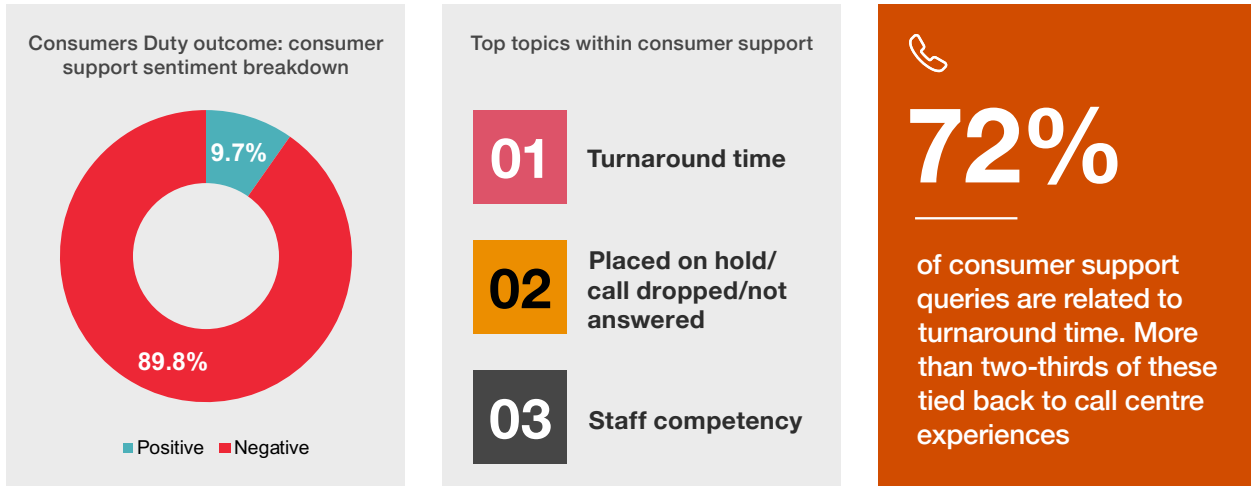 Consumers Duty outcome: consumer
support sentiment breakdown
9.7%
89.8%
Positive Negative
Top topics within consumer support
01
Turnaround time
02
Placed on hold/
call dropped/not
answered
03
Staff competency
72%
of consumer support
queries are related to
turnaround time. More
than two-thirds of these
tied back to call centre
experiences